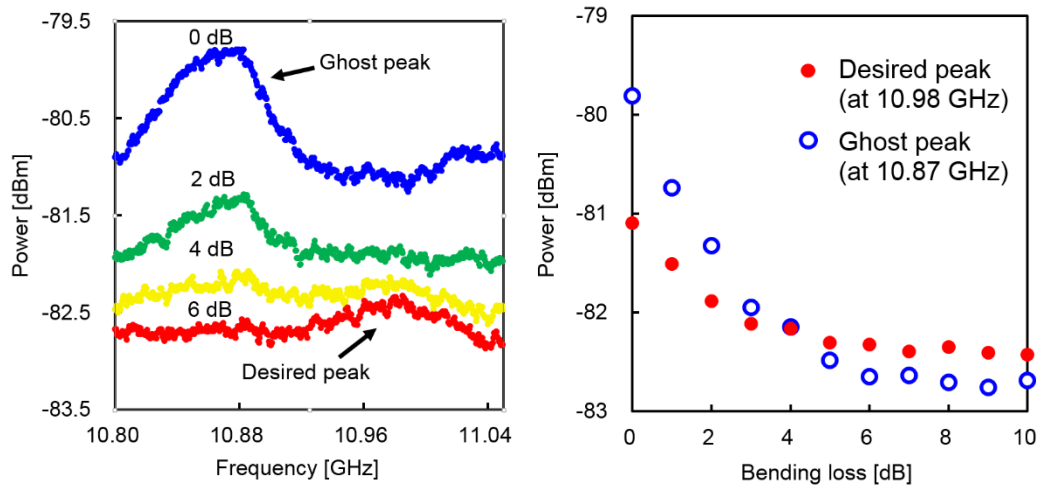 -79.5
-80.5
-81.5
-82.5
-83.5
Power [dBm]
0 dB
Ghost peak
2 dB
4 dB
6 dB
Desired peak
10.80
10.88
10.96
11.04
Frequency [GHz]
-79
-80
-81
-82
-83
Power [dBm]
Desired peak
(at 10.98 GHz)
Ghost peak
(at 10.87 GHz)
0
2
4
6
8
10
Bending loss [dB]